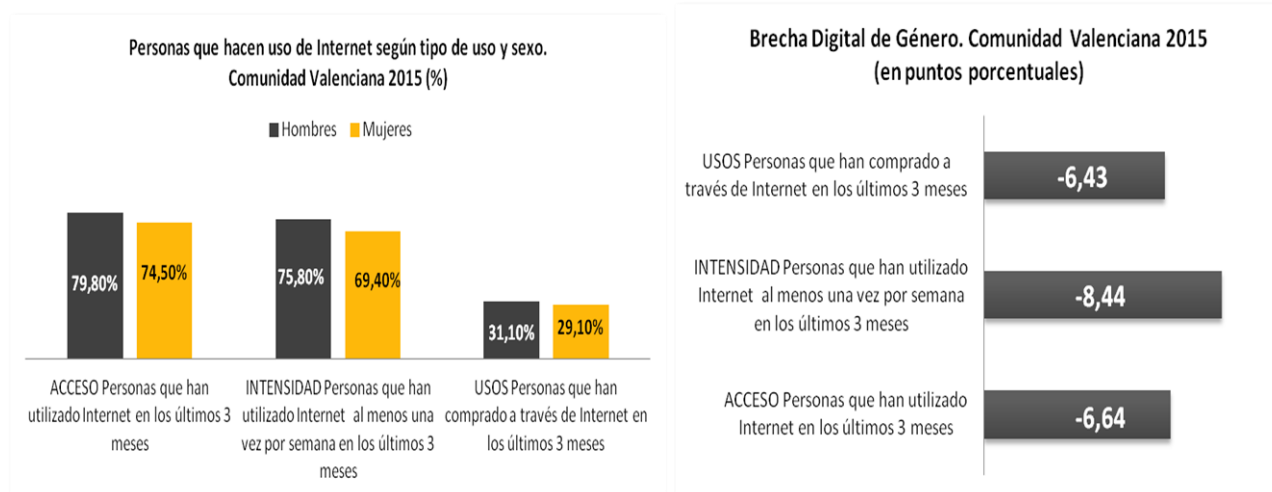 Personas que hacen uso de Internet según tipo de uso y sexo.
Comunidad Valenciana 2015 (%)
Hombres Mujeres
79,80% 74,50% 75,80% 69,40% 31,10% 29,10%
ACCESO Personas que han
utilizado Internet en los últimos 3
meses
INTENSIDAD Personas que han
utilizado Internet al menos una
vez por semana en los últimos 3
meses
USOS Personas que han
comprado a través de Internet en
los últimos 3 meses
Brecha Digital de Género. Comunidad Valenciana 2015
(en puntos porcentuales)
USOS Personas que han comprado a
través de Internet en los últimos 3 meses
-6,43
INTENSIDAD Personas que han utilizado
Internet al menos una vez por semana
en los últimos 3 meses
-8,44
ACCESO Personas que han utilizado
Internet en los últimos 3 meses
-6,64